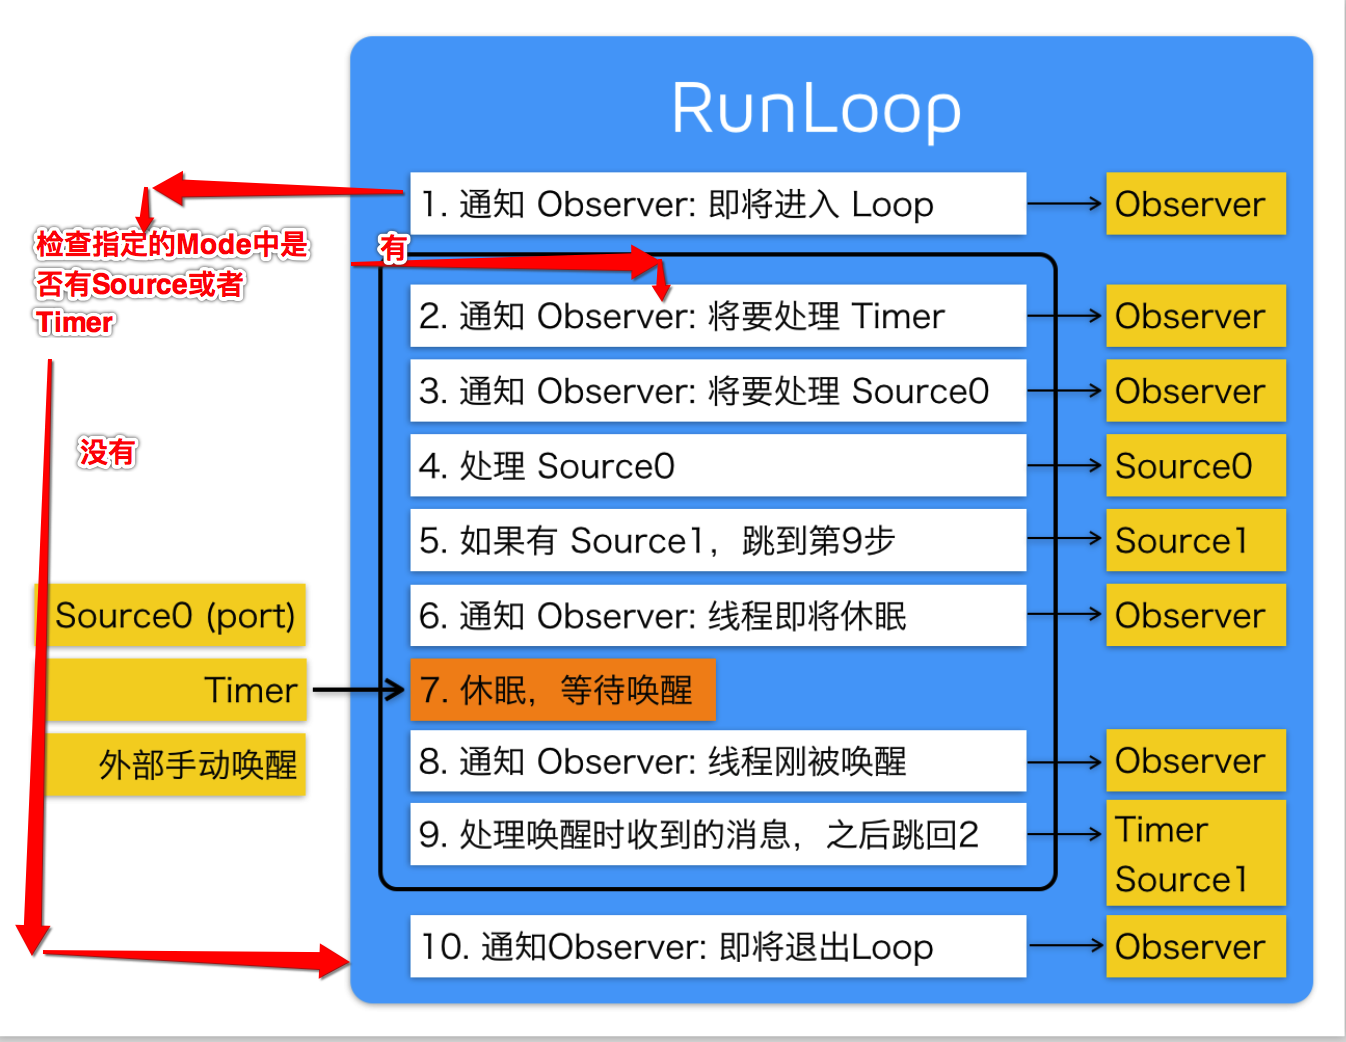 RunLoop
1. 通知 Observer: 即将进入 Loop
Observer
检查指定的Mode中是
否有Source或者
Timer
有
2. 通知 Observer: 将要处理 Timer
Observer
3. 通知 Observer: 将要处理 Source0
Observer
没有
4. 处理 Source0
Source0
5. 如果有 Source1，跳到第9步
Source1
Source0 (port)
6. 通知 Observer: 线程即将休眠
Observer
Timer
7. 休眠，等待唤醒
外部手动唤醒
8. 通知 Observer: 线程刚被唤醒
Observer
9. 处理唤醒时收到的消息，之后跳回2
Timer
Source1
10. 通知Observer: 即将退出Loop
Observer